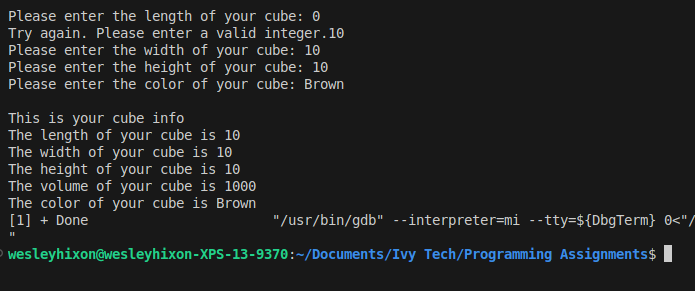 Please enter the length of your cube: 0
Try again. Please enter a valid integer.10
Please enter the width of your cube: 10
Please enter the height of your cube: 10
Please enter the color of your cube: Brown

This is your cube info
The length of your cube is 10
The width of your cube is 10
The height of your cube is 10
The volume of your cube is 1000
The color of your cube is Brown
[1] + Done                       "/usr/bin/gdb" --interpreter=mi --tty=${DbgTerm} 0<"/
"
wesleyhixon@wesleyhixon-XPS-13-9370:~/Documents/Ivy Tech/Programming Assignments$